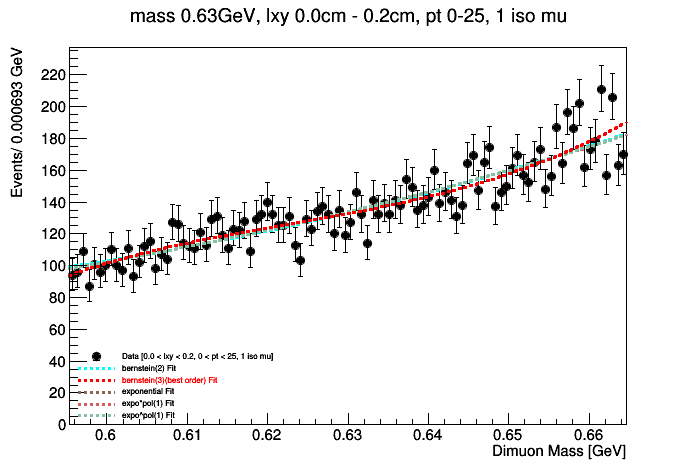 mass 0.63GeV, lxy 0.0cm - 0.2cm, pt 0-25, 1 iso mu
Events/ 0.000693 GeV
220
200
180
160
140
120
100
80
60
40
20
0
Data [0.0 < lxy < 0.2, 0 < pt < 25, 1 iso mu]
bernstein(2) Fit
bernstein(3)(best order) Fit
exponential Fit
expo*pol(1) Fit
expo^pol(1) Fit
0.6 0.61 0.62 0.63 0.64 0.65 0.66
Dimuon Mass [GeV]